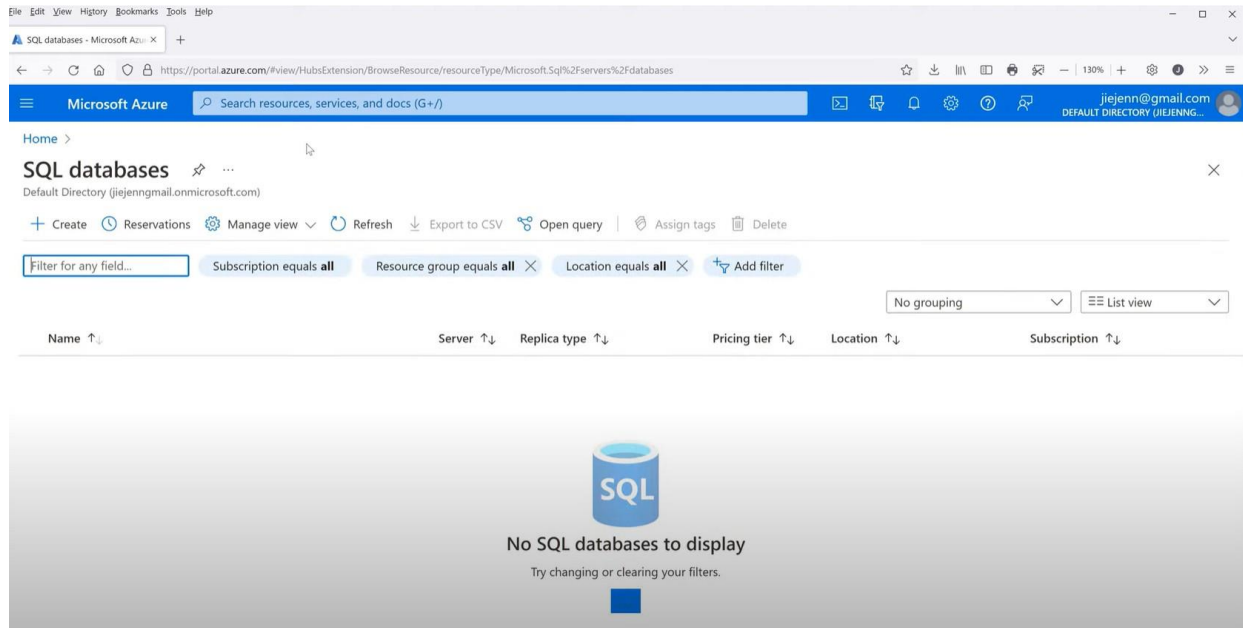 File Edit View History Bookmarks Tools Help
SQL databases - Microsoft Azu
https://portal.azure.com/#view/HubsExtension/BrowseResource/resourceType/Microsoft.Sql%2Fservers%2Fdatabases
130%
Microsoft Azure
Search resources, services, and docs (G+/)
jiejenn@gmail.com
DEFAULT DIRECTORY (JIEJENNG...
Home >
SQL databases
Default Directory (jiejenngmail.onmicrosoft.com)
Create Reservations Manage view Refresh Export to CSV Open query Assign tags Delete
Filter for any field... Subscription equals all Resource group equals all Location equals all Add filter
No grouping List view
Name Server Replica type Pricing tier Location Subscription
SQL
No SQL databases to display
Try changing or clearing your filters.